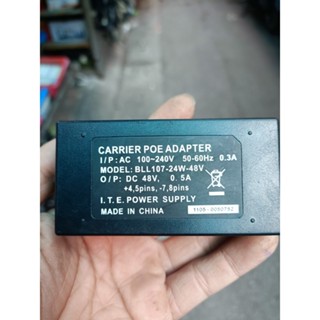 CARRIER POE ADAPTER
I/P: AC 100~240V 50-60Hz 0.3A
MODEL: BLL107-24W-48V
O/P: DC 48V, 0.5A
+4,5pins, -7,8pins
I.T.E. POWER SUPPLY
MADE IN CHINA